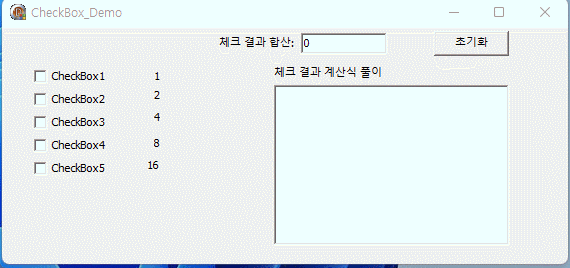 CheckBox_Demo
체크 결과 합산: 0 초기화
체크 결과 계산식 풀이
CheckBox1 1
CheckBox2 2
CheckBox3 4
CheckBox4 8
CheckBox5 16